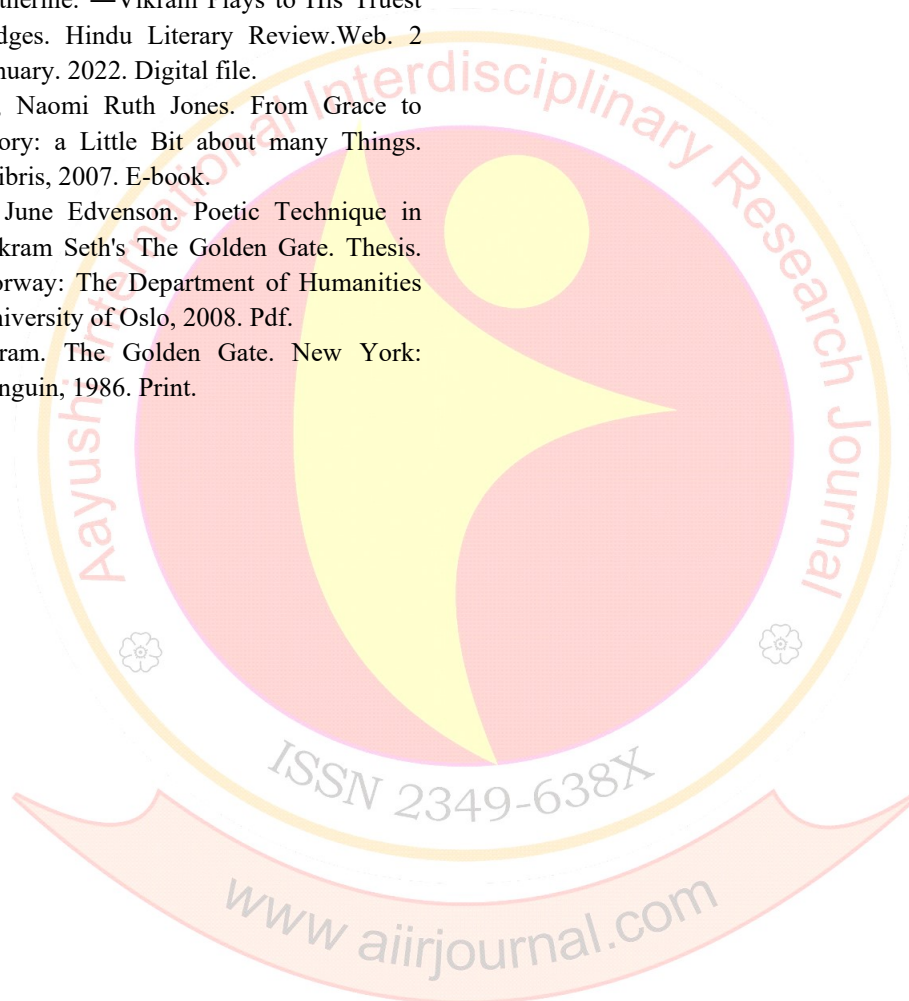 therine. ―Vikram Plays to His Truest
dges. Hindu Literary Review.Web. 2
nuary. 2022. Digital file.
Naomi Ruth Jones. From Grace to
ory: a Little Bit about many Things.
ibris, 2007. E-book.
June Edvenson. Poetic Technique in
kram Seth's The Golden Gate. Thesis.
orway: The Department of Humanities
niversity of Oslo, 2008. Pdf.
ram. The Golden Gate. New York:
nguin, 1986. Print.
Aayushi International Interdisciplinary Research Journal
ISSN 2349-638X
www aiirjournal.com